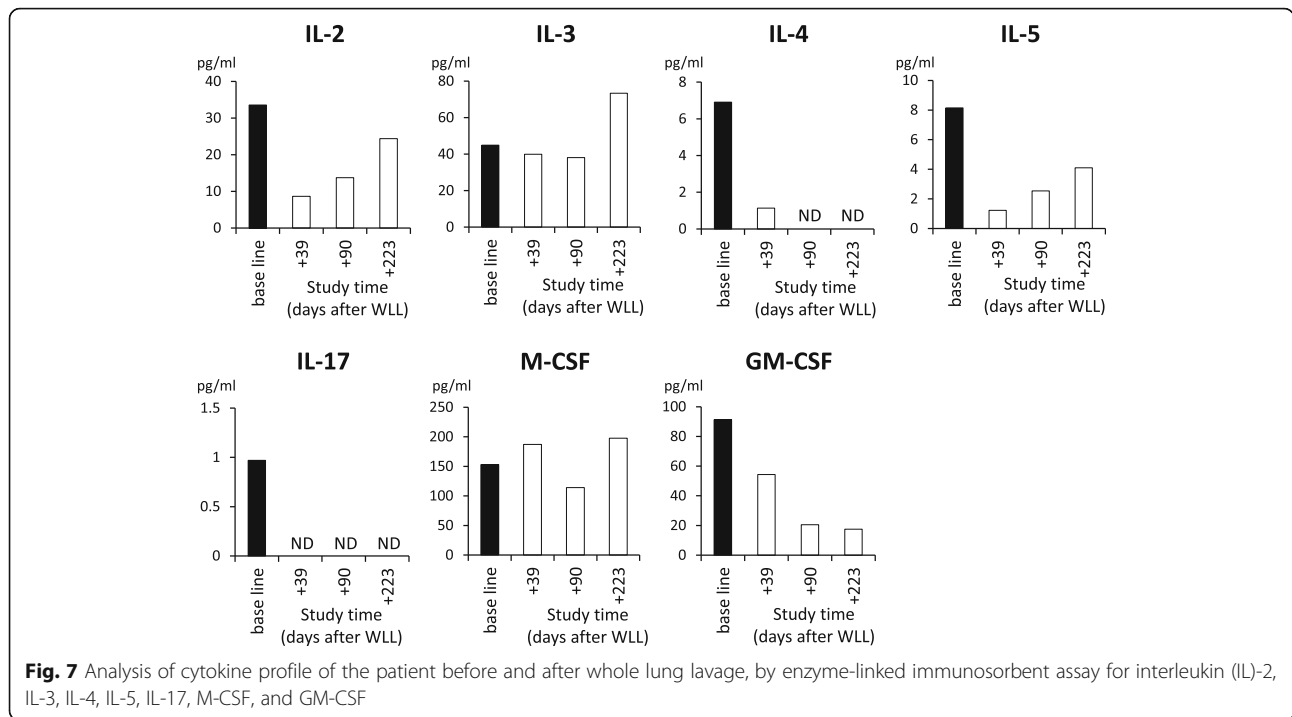 IL-2
IL-3
IL-4
IL-5
pg/ml
40
30
20
10
0
base line
+39
+90
+223
Study time
(days after WLL)
pg/ml
80
60
40
20
0
base line
+39
+90
+223
Study time
(days after WLL)
pg/ml
8
6
4
2
0
ND
ND
base line
+39
+90
+223
Study time
(days after WLL)
pg/ml
10
8
6
4
2
0
base line
+39
+90
+223
Study time
(days after WLL)
IL-17
M-CSF
GM-CSF
pg/ml
1.5
1
0.5
0
ND
ND
ND
base line
+39
+90
+223
Study time
(days after WLL)
pg/ml
250
200
150
100
50
0
base line
+39
+90
+223
Study time
(days after WLL)
pg/ml
100
80
60
40
20
0
base line
+39
+90
+223
Study time
(days after WLL)
Fig. 7 Analysis of cytokine profile of the patient before and after whole lung lavage, by enzyme-linked immunosorbent assay for interleukin (IL)-2,
IL-3, IL-4, IL-5, IL-17, M-CSF, and GM-CSF